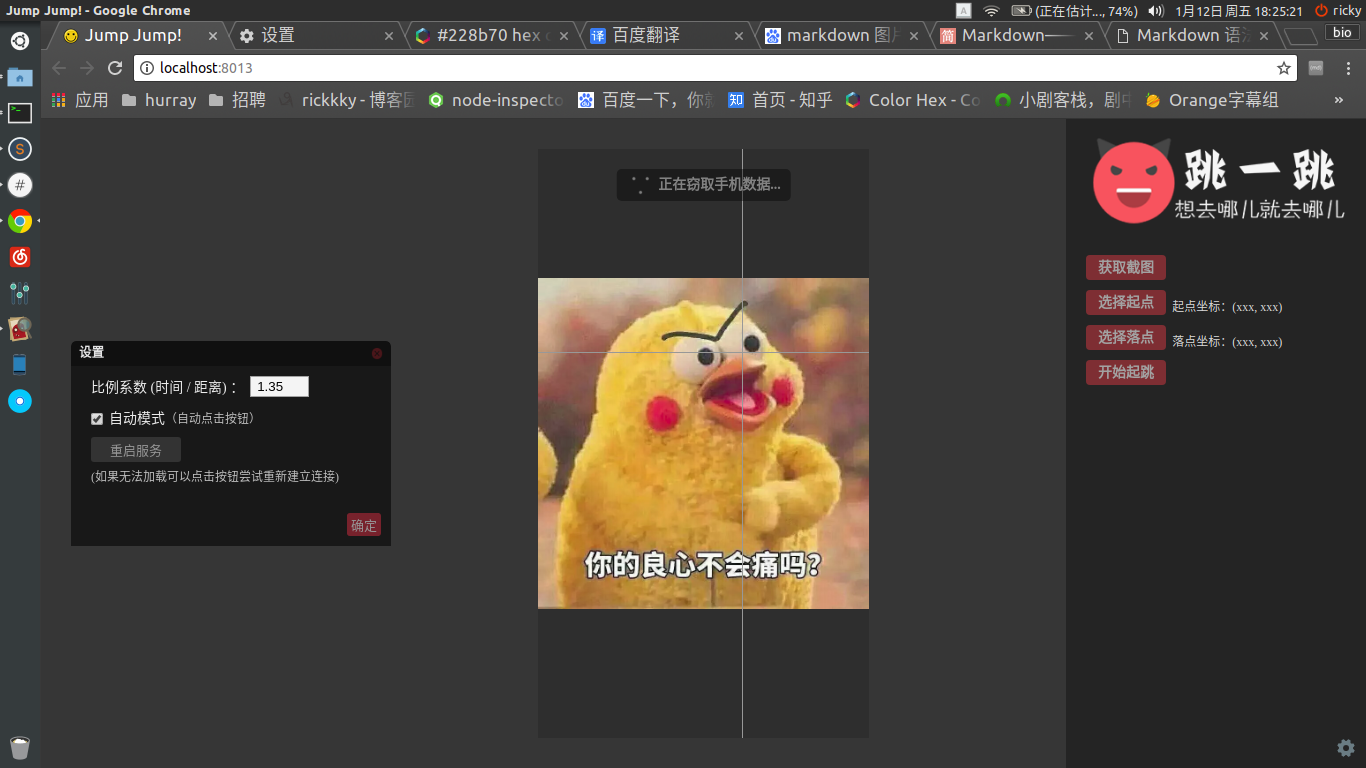 Jump Jump! - Google Chrome
A (正在估计..., 74%) 1月12日 周五 18:25:21 ricky
Jump Jump! 设置 #228b70 hex 百度翻译 markdown Markdown Markdown bio
localhost:8013
应用 hurray 招聘 rickkky - 博客园 node-inspecto 百度一下，你就 首页 - 知乎 Color Hex - Co 小剧客栈，剧中 Orange字幕组 »
正在窃取手机数据...
跳一跳
想去哪儿就去哪儿
获取截图
选择起点 起点坐标：(xxx, xxx)
选择落点 落点坐标：(xxx, xxx)
开始起跳
设置
比例系数 (时间 / 距离) ： 1.35
自动模式（自动点击按钮）
重启服务
(如果无法加载可以点击按钮尝试重新建立连接)
确定
你的良心不会痛吗?